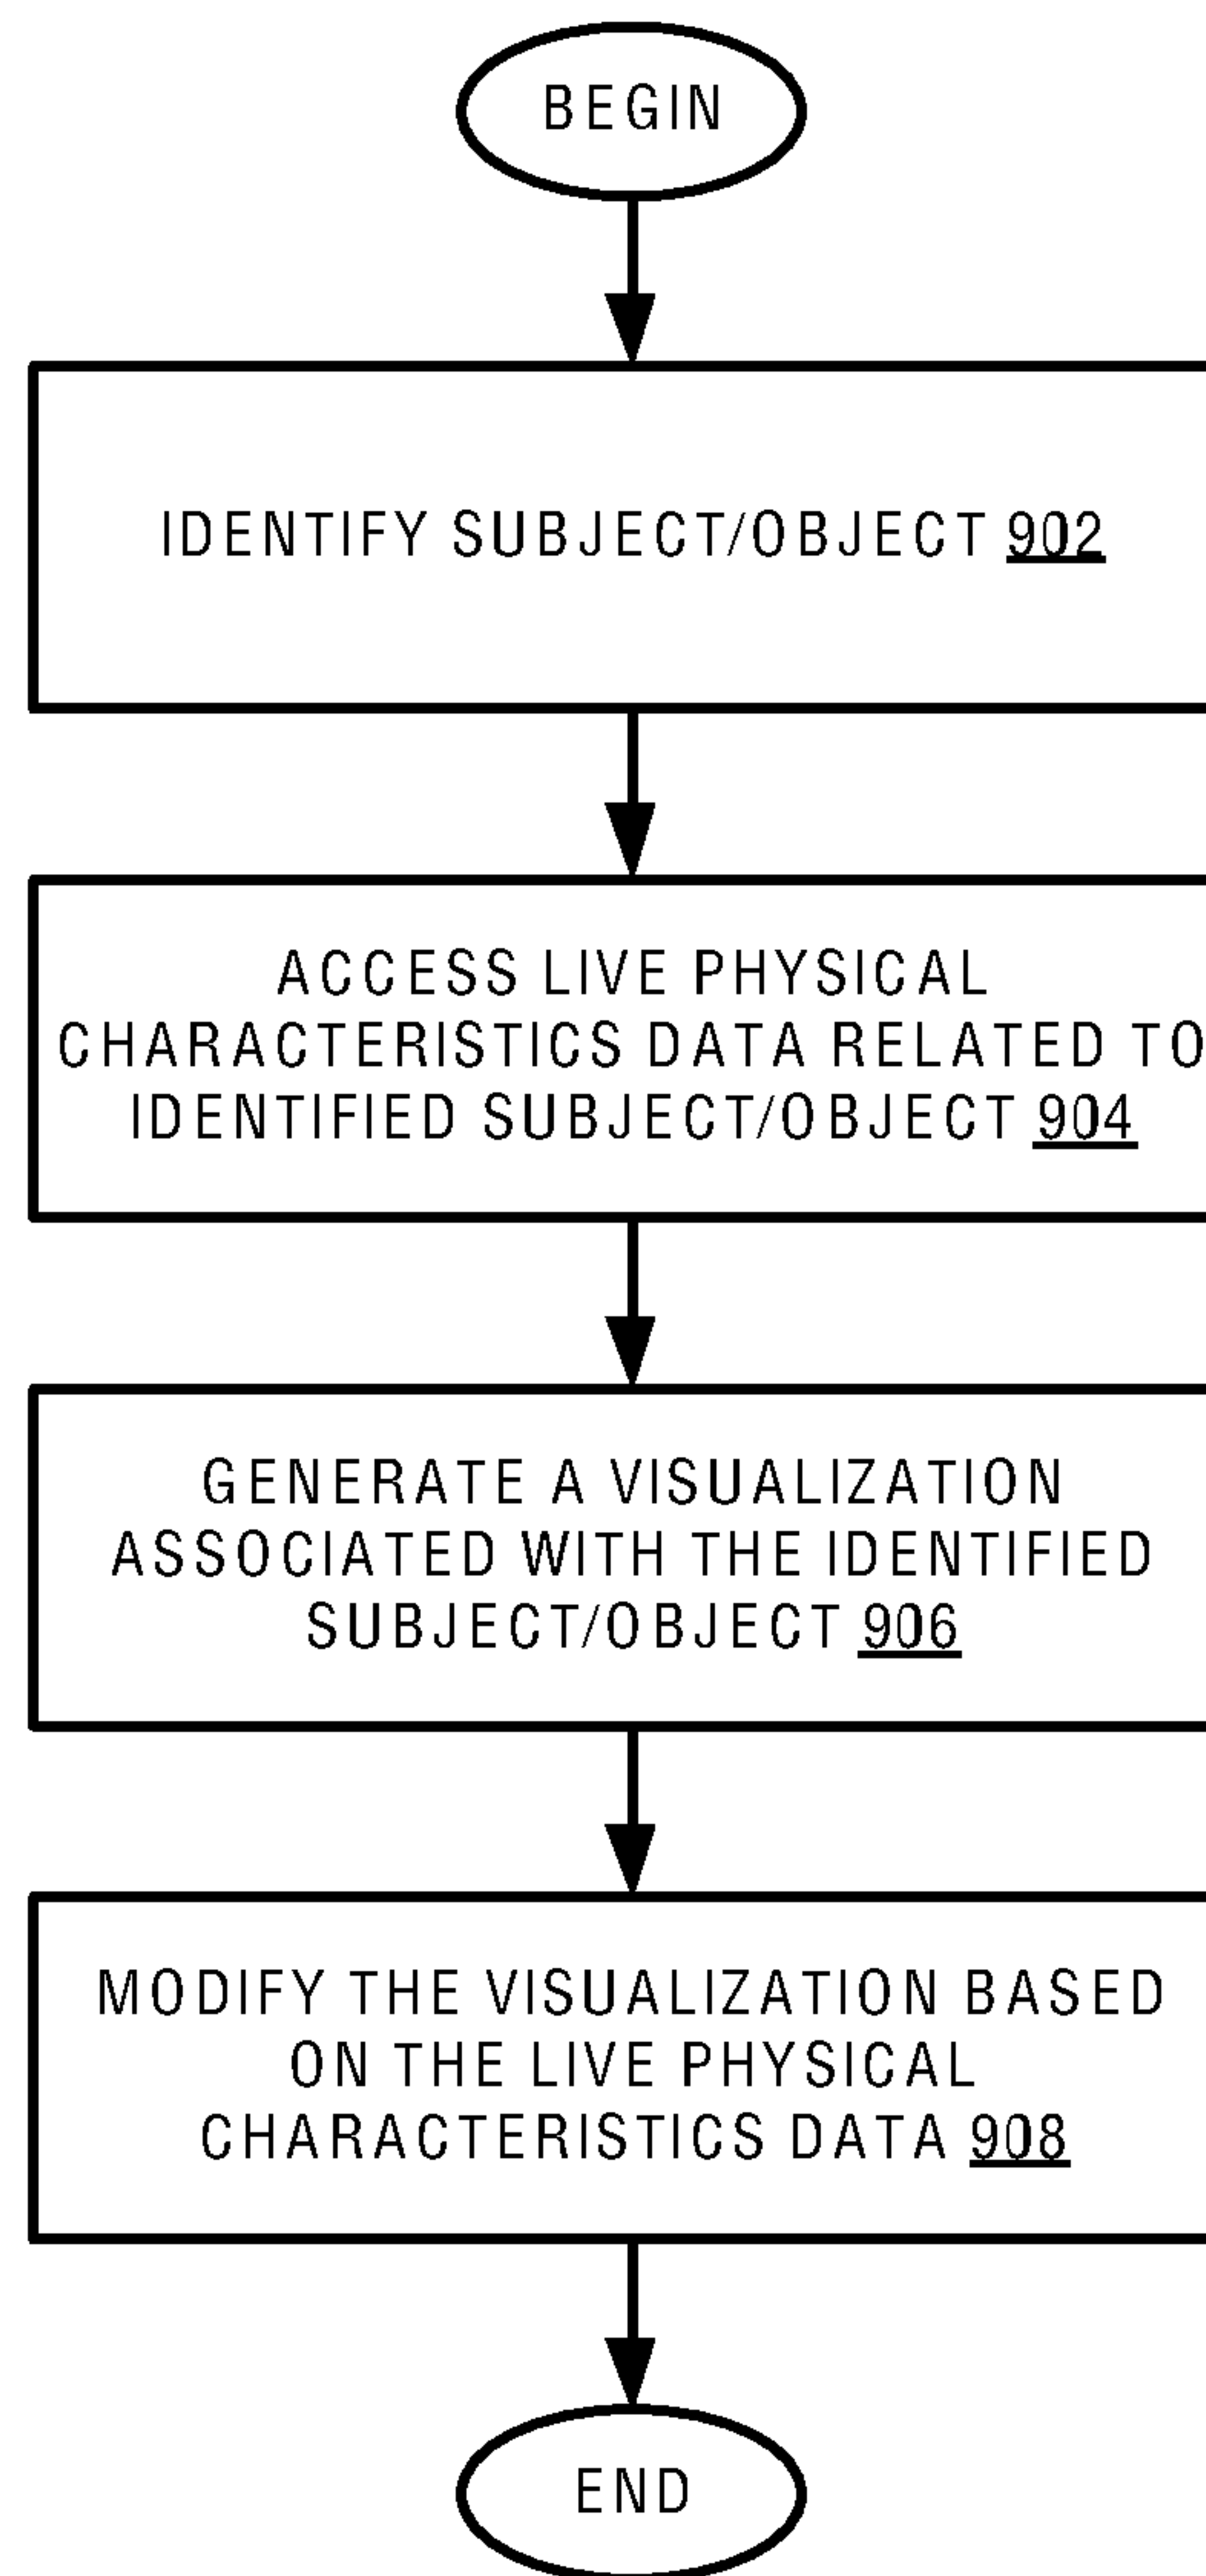 BEGIN
IDENTIFY SUBJECT/OBJECT 902
ACCESS LIVE PHYSICAL
CHARACTERISTICS DATA RELATED TO
IDENTIFIED SUBJECT/OBJECT 904
GENERATE A VISUALIZATION
ASSOCIATED WITH THE IDENTIFIED
SUBJECT/OBJECT 906
MODIFY THE VISUALIZATION BASED
ON THE LIVE PHYSICAL
CHARACTERISTICS DATA 908
END